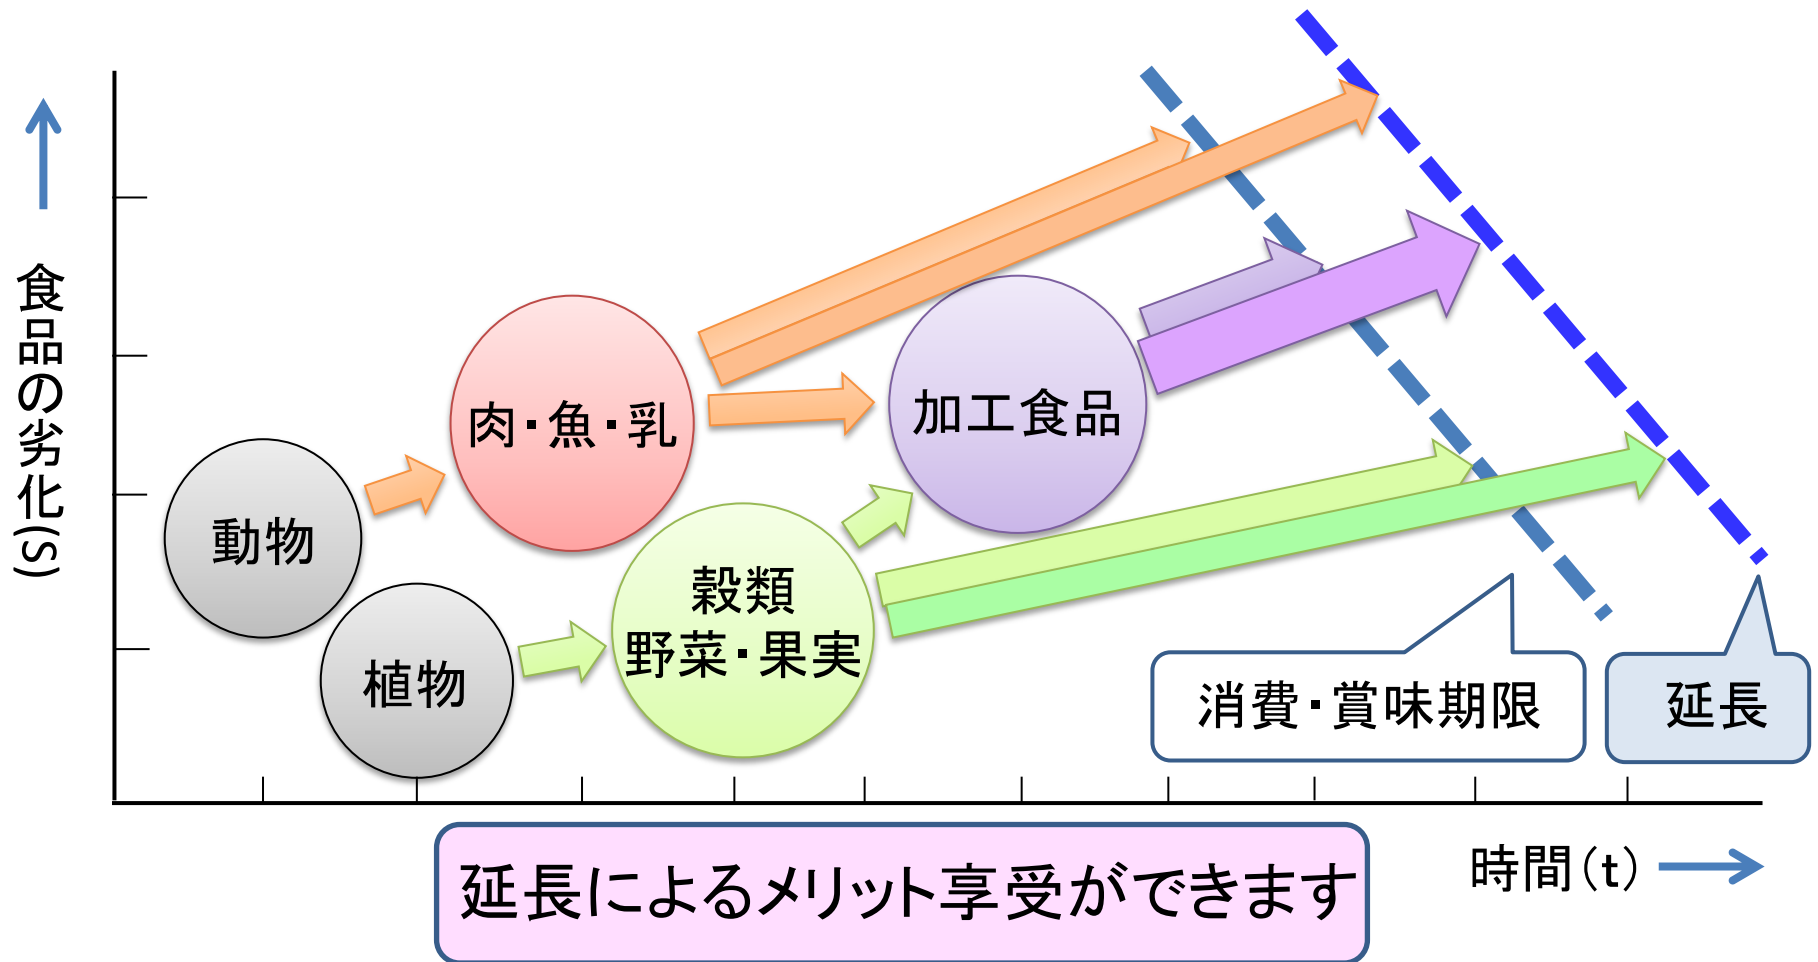 食品の劣化(S)
肉・魚・乳
加工食品
動物
穀類
野菜・果実
植物
消費・賞味期限
延長
時間(t)
延長によるメリット享受ができます